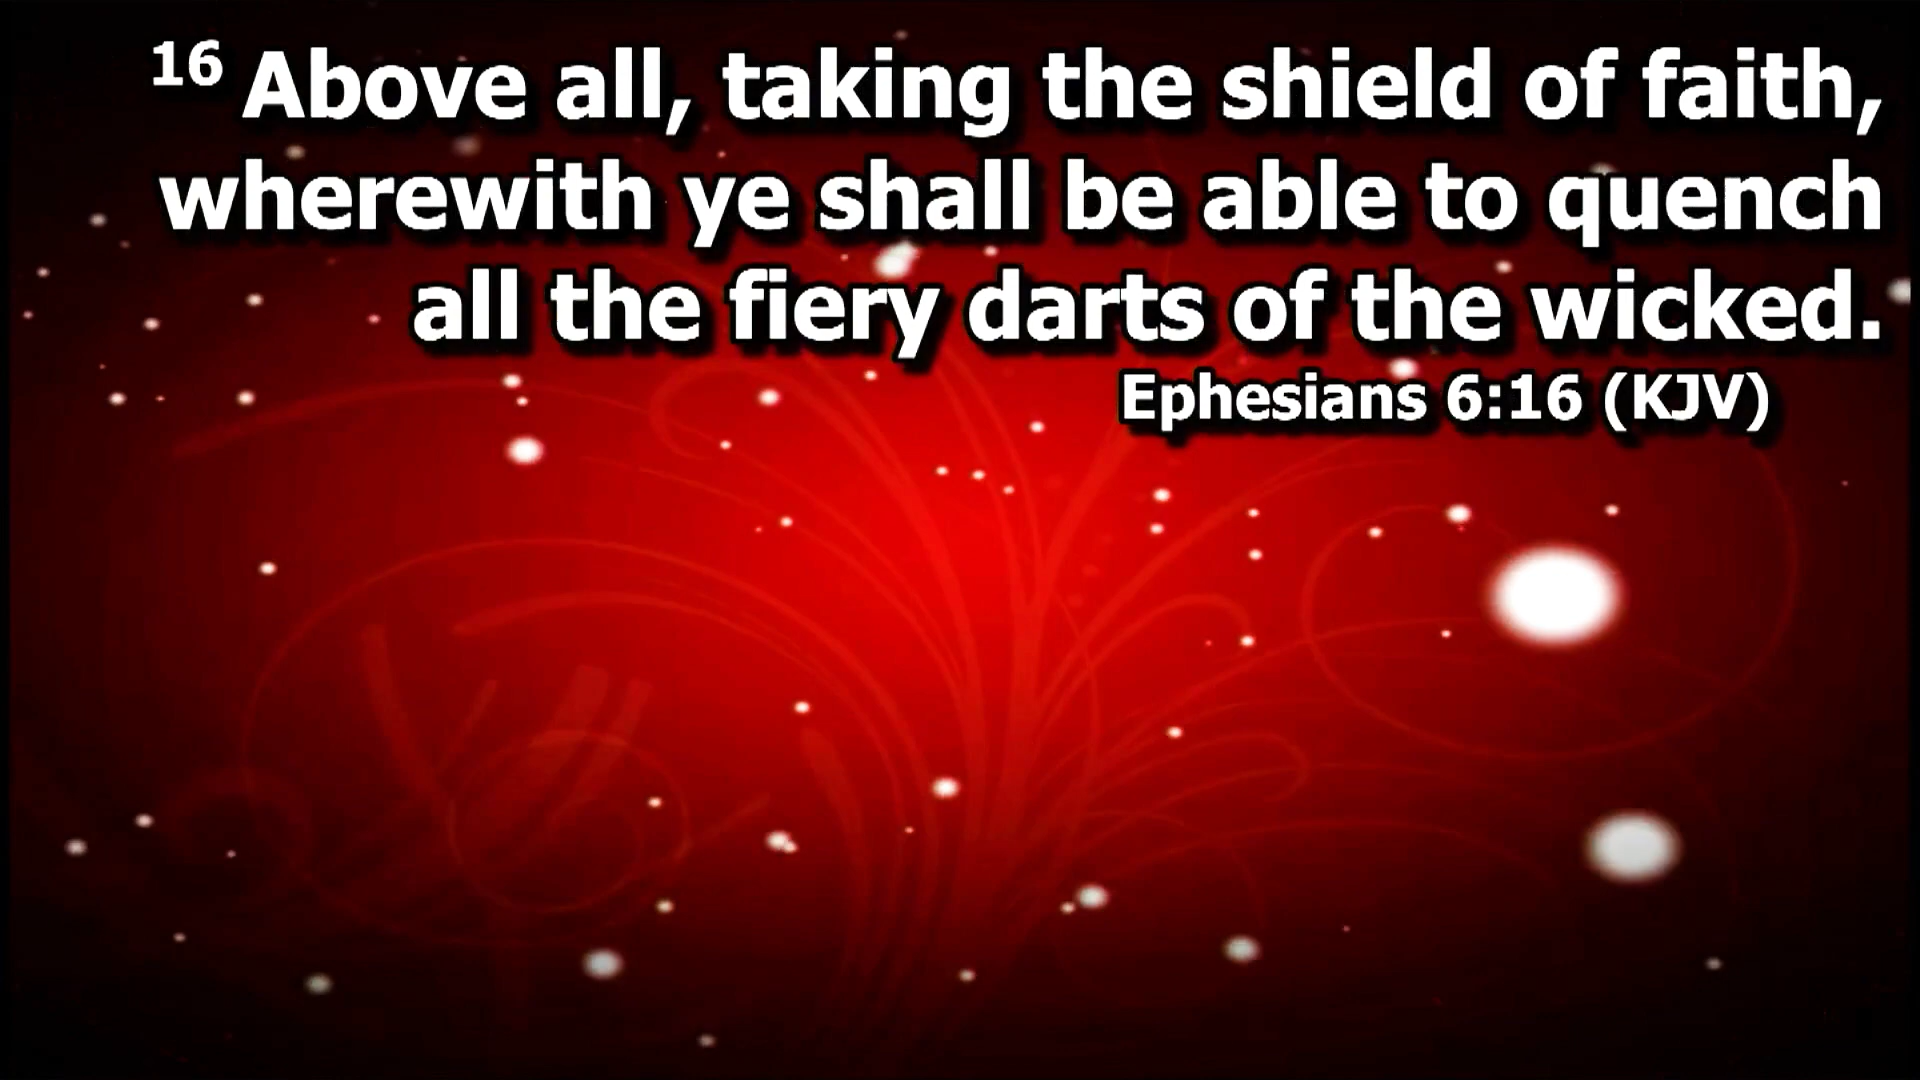 16 Above all, taking the shield of faith,
wherewith ye shall be able to quench
all the fiery darts of the wicked.
Ephesians 6:16 (KJV)